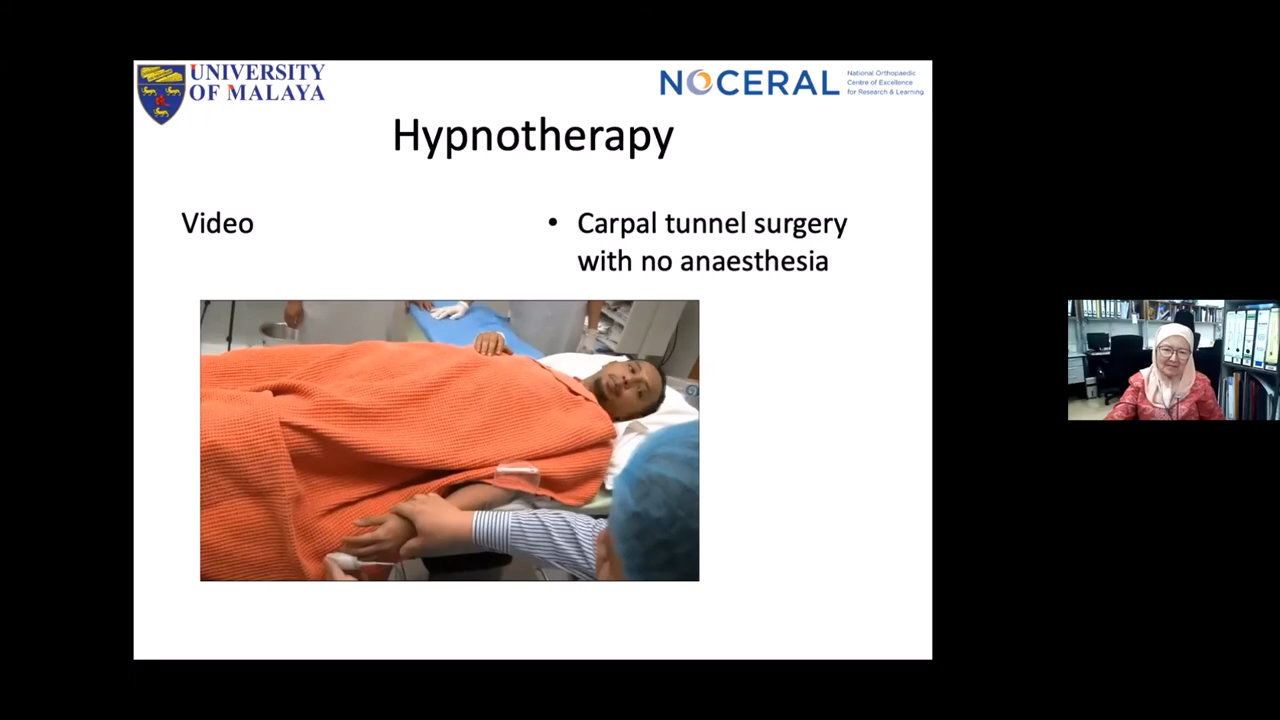 UNIVERSITY
OF MALAYA
NOCERAL
National Orthopaedic
Centre of Excellence
for Research & Learning
Hypnotherapy
Video
• Carpal tunnel surgery
with no anaesthesia